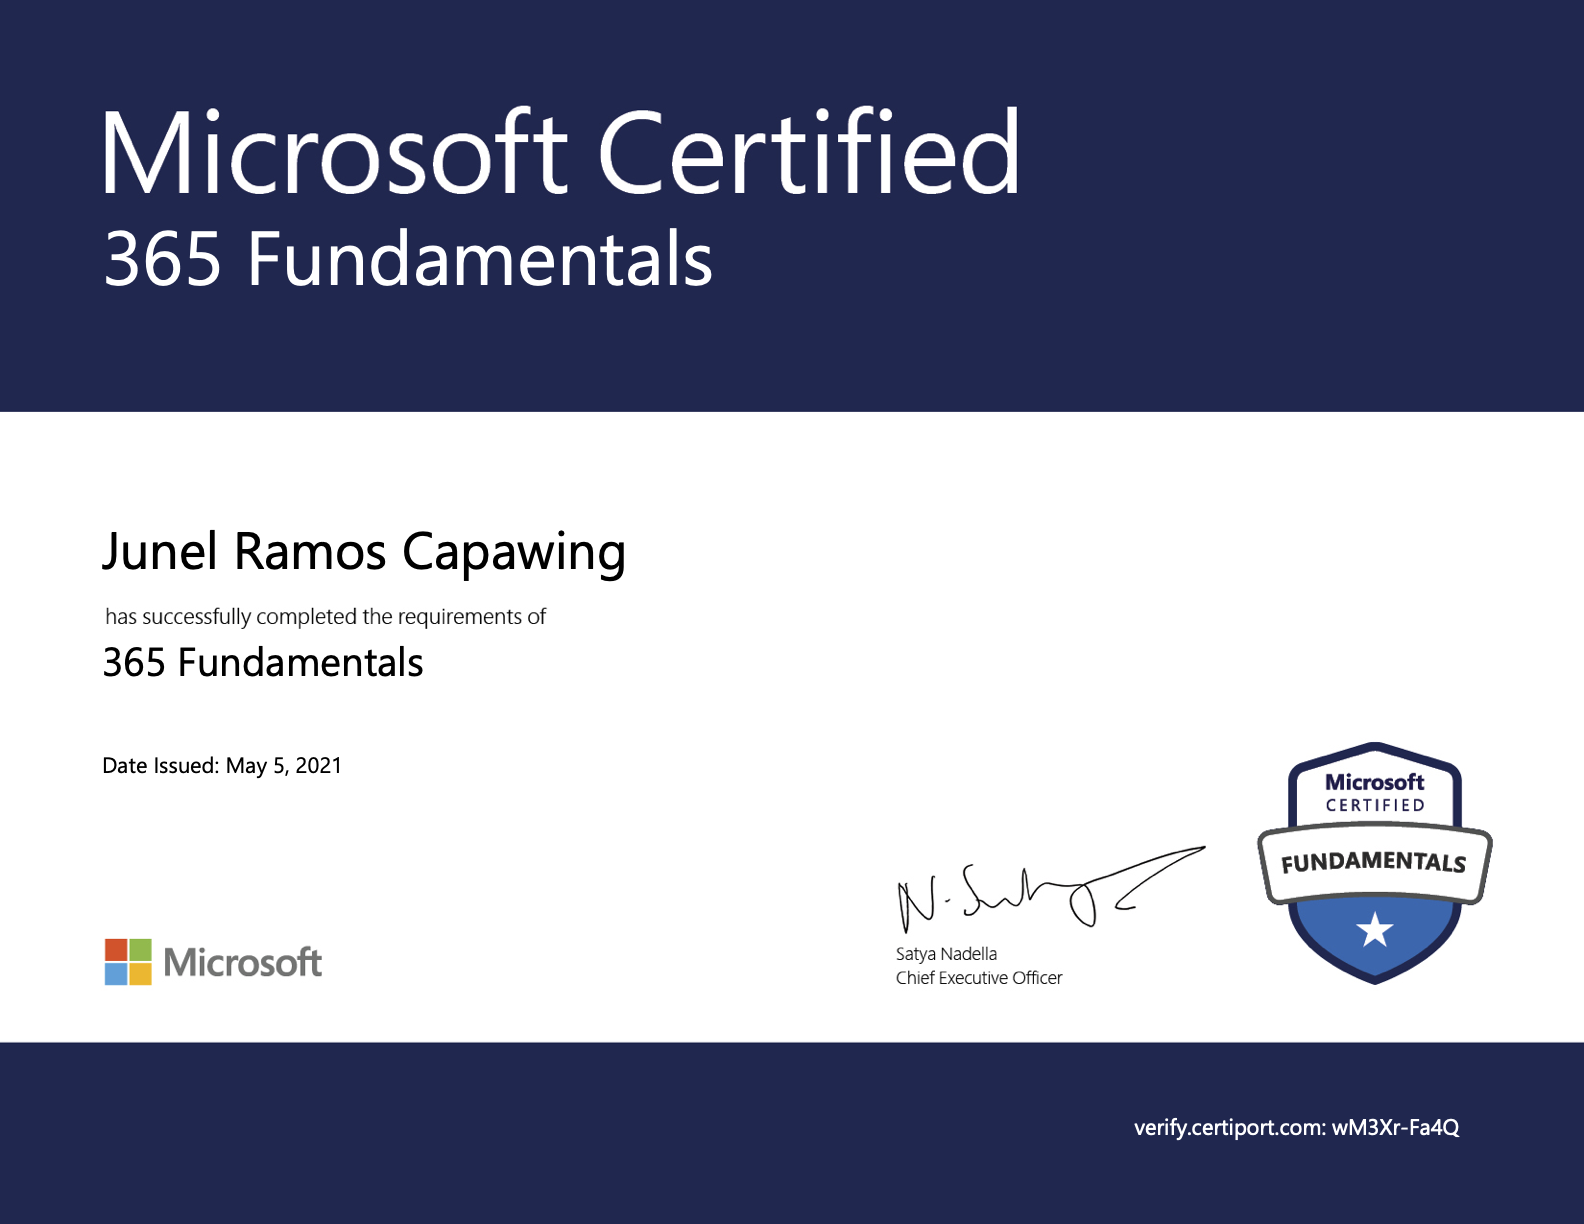 Microsoft Certified
365 Fundamentals
Junel Ramos Capawing
has successfully completed the requirements of
365 Fundamentals
Date Issued: May 5, 2021
Microsoft
CERTIFIED
FUNDAMENTALS
N. Satya
Satya Nadella
Chief Executive Officer
Microsoft
verify.certiport.com: wM3Xr-Fa4Q